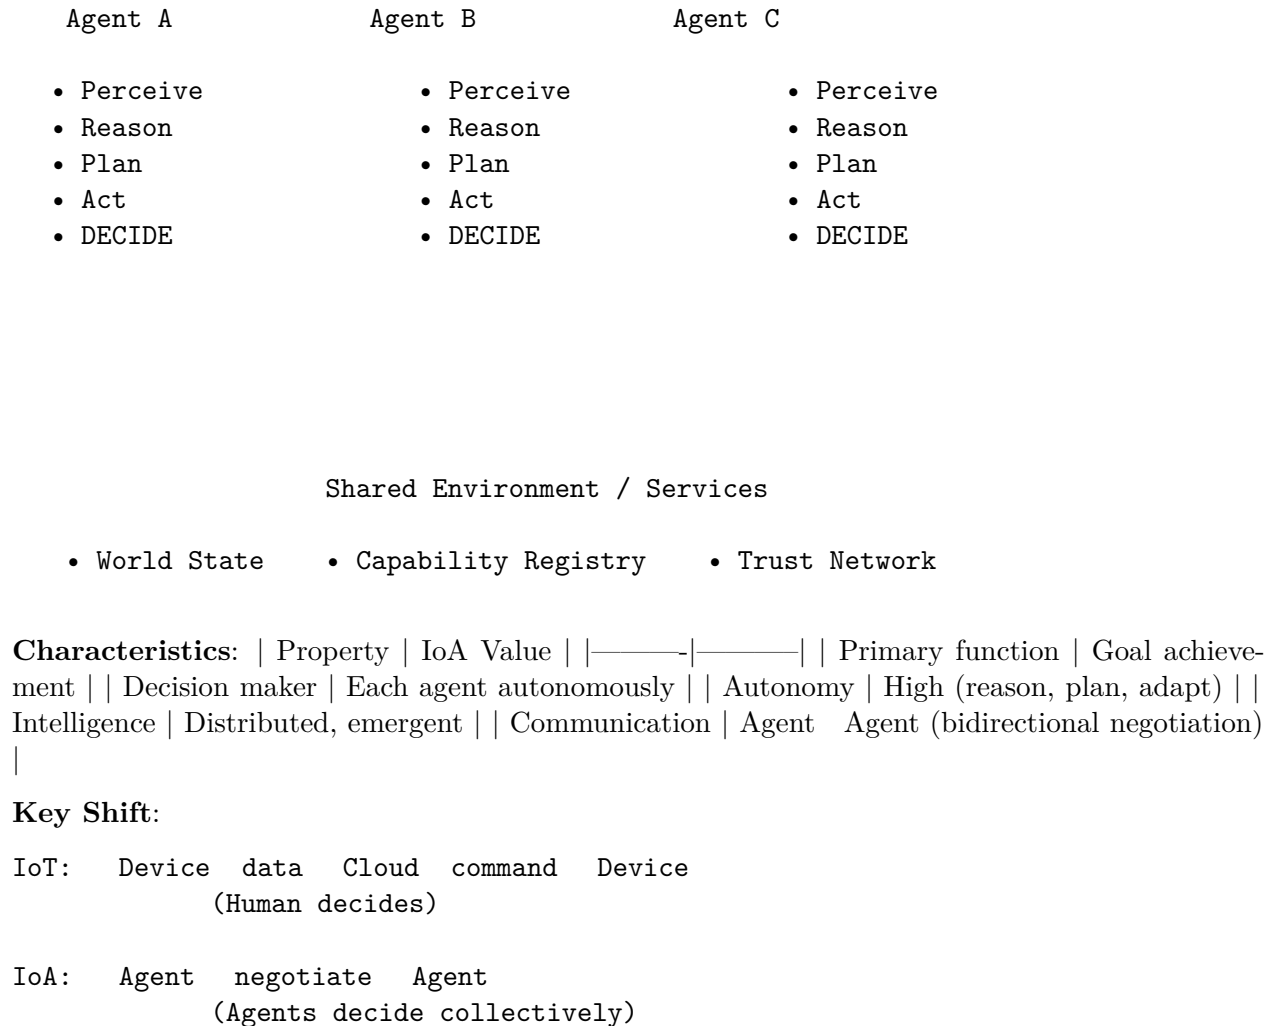 Agent A Agent B Agent C
• Perceive • Perceive • Perceive
• Reason • Reason • Reason
• Plan • Plan • Plan
• Act • Act • Act
• DECIDE • DECIDE • DECIDE
Shared Environment / Services
• World State • Capability Registry • Trust Network
Characteristics: | Property | IoA Value | |———-|———–| | Primary function | Goal achieve-
ment | | Decision maker | Each agent autonomously | | Autonomy | High (reason, plan, adapt) | |
Intelligence | Distributed, emergent | | Communication | Agent Agent (bidirectional negotiation)
|
Key Shift:
IoT: Device data Cloud command Device
(Human decides)
IoA: Agent negotiate Agent
(Agents decide collectively)